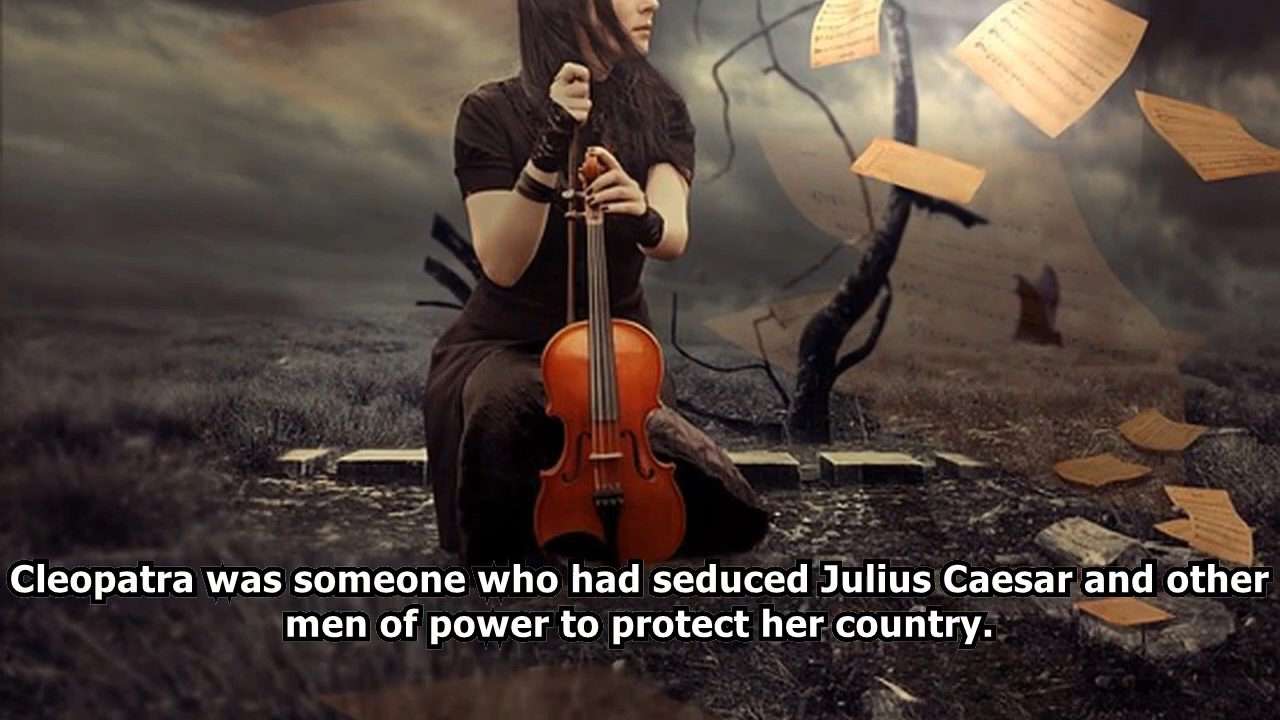 Cleopatra was someone who had seduced Julius Caesar and other
men of power to protect her country.